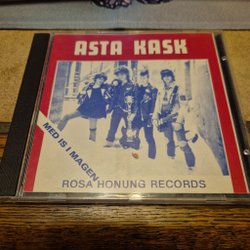 ASTA KASK
MED IS I MAGEN
ROSA HONUNG RECORDS